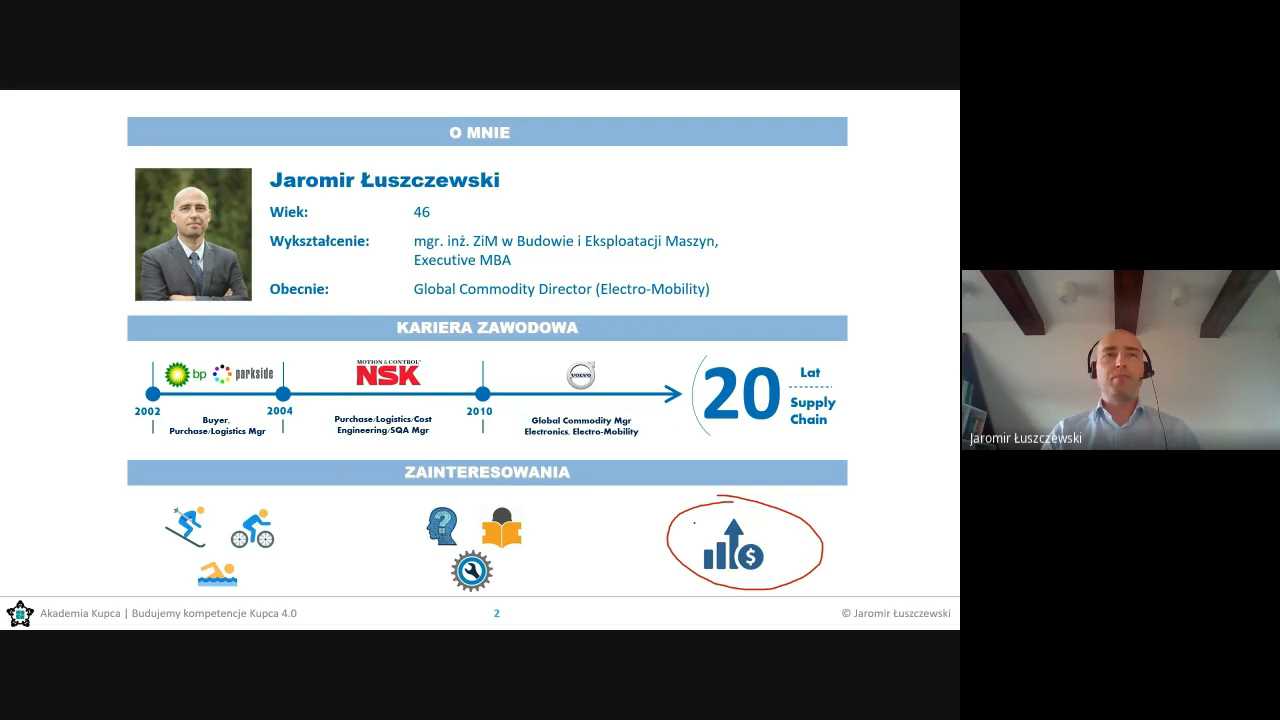 O MNIE
Jaromir Łuszczewski
Wiek: 46
Wykształcenie: mgr. inż. ZiM w Budowie i Eksploatacji Maszyn,
Executive MBA
Obecnie: Global Commodity Director (Electro-Mobility)
KARIERA ZAWODOWA
bp parkside
MOTION & CONTROL
NSK
VOLVO
2002
2004
2010
Buyer,
Purchase/Logistics Mgr
Purchase/Logistics/Cost
Engineering/SQA Mgr
Global Commodity Mgr
Electronics, Electro-Mobility
20
Lat
Supply
Chain
ZAINTERESOWANIA
?
$
Akademia Kupca | Budujemy kompetencje Kupca 4.0
2
© Jaromir Łuszczewski
Jaromir Łuszczewski